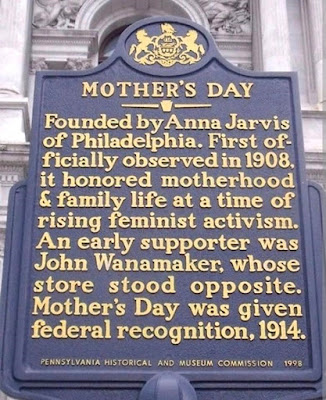 MOTHER'S DAY
Founded by Anna Jarvis
of Philadelphia. First of-
ficially observed in 1908,
it honored motherhood
& family life at a time of
rising feminist activism.
An early supporter was
John Wanamaker, whose
store stood opposite.
Mother's Day was given
federal recognition, 1914.
PENNSYLVANIA HISTORICAL AND MUSEUM COMMISSION 1998